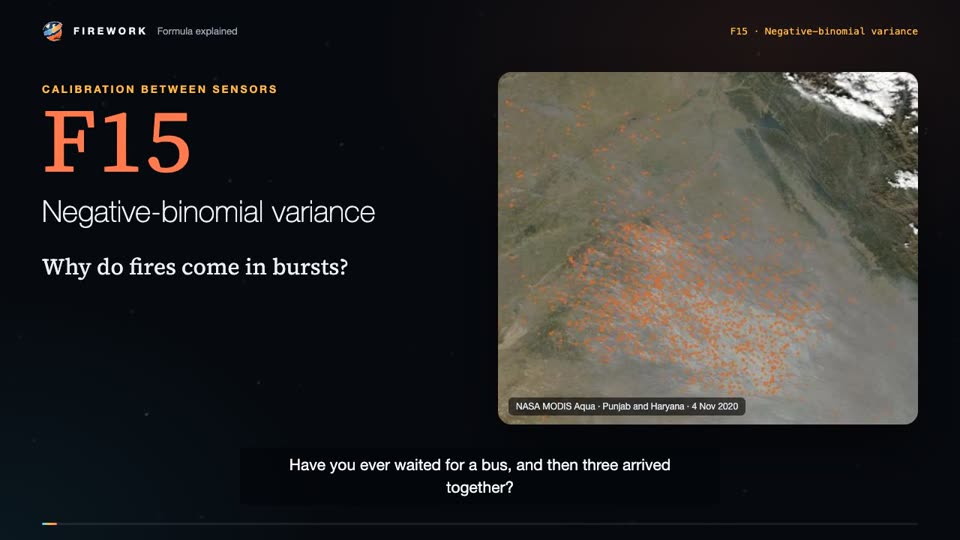 FIREWORK Formula explained
F15 · Negative-binomial variance
CALIBRATION BETWEEN SENSORS
F15
Negative-binomial variance
Why do fires come in bursts?
NASA MODIS Aqua · Punjab and Haryana · 4 Nov 2020
Have you ever waited for a bus, and then three arrived
together?